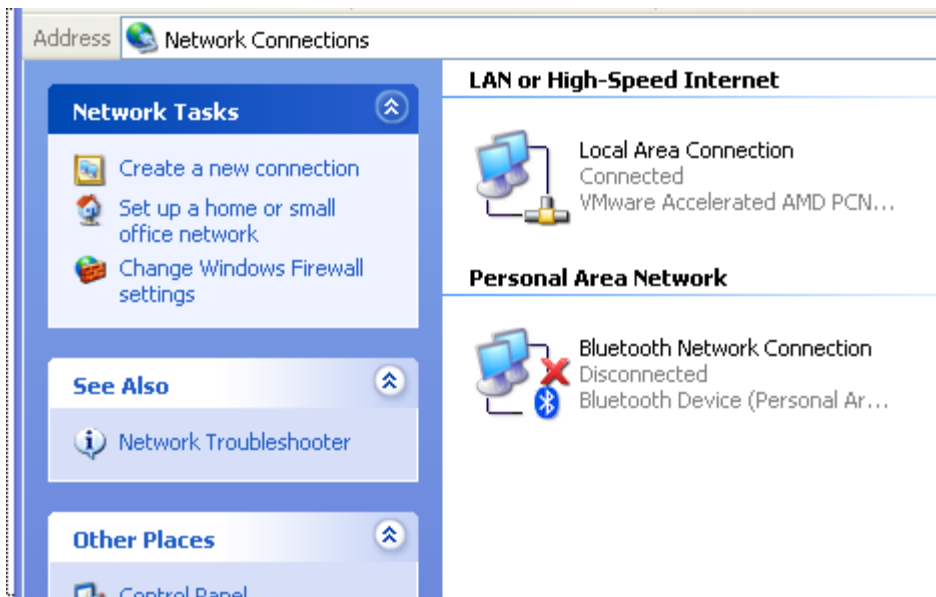 Address Network Connections
Network Tasks
Create a new connection
Set up a home or small
office network
Change Windows Firewall
settings
See Also
Network Troubleshooter
Other Places
Control Panel
LAN or High-Speed Internet
Local Area Connection
Connected
VMware Accelerated AMD PCN...
Personal Area Network
Bluetooth Network Connection
Disconnected
Bluetooth Device (Personal Ar...